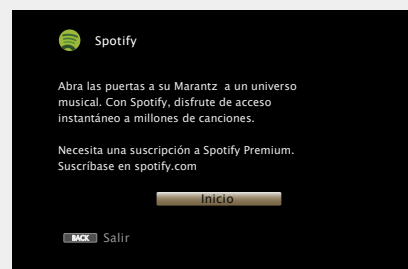 Spotify
Abra las puertas a su Marantz a un universo
musical. Con Spotify, disfrute de acceso
instantáneo a millones de canciones.
Necesita una suscripción a Spotify Premium.
Suscríbase en spotify.com
Inicio
BACK Salir